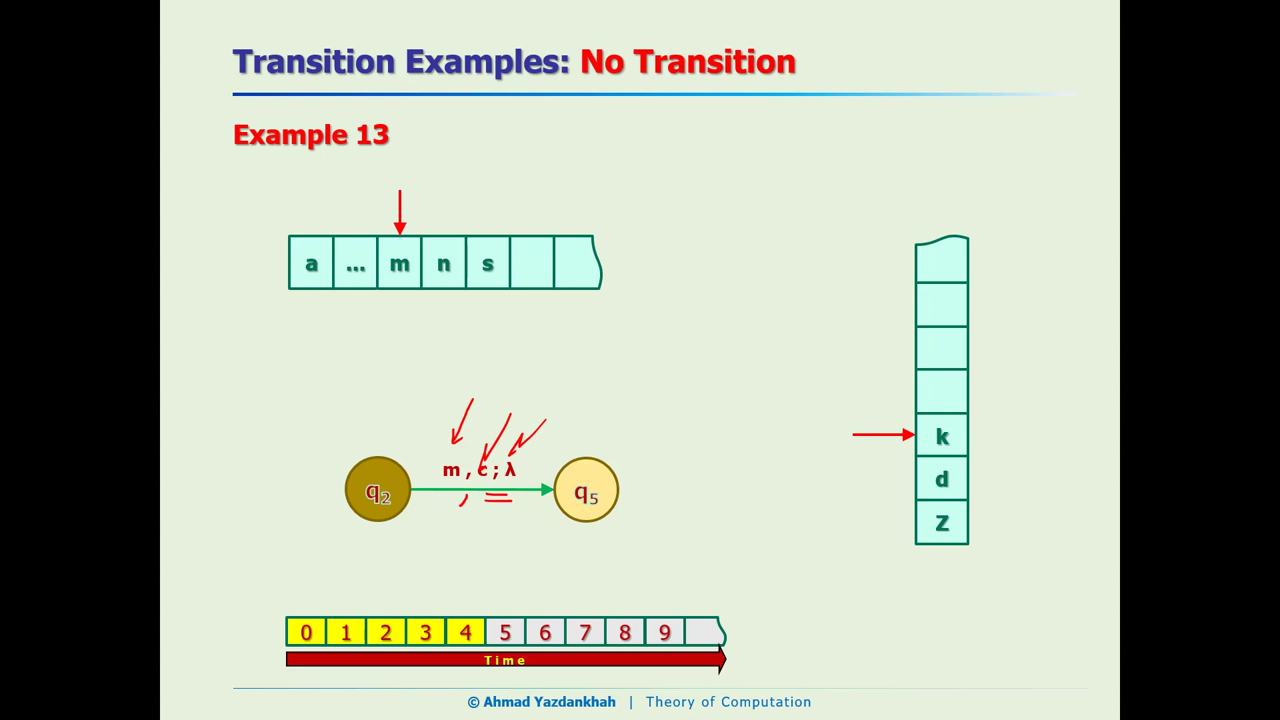 Transition Examples: No Transition
Example 13
a ... m n s
k
d
Z
m , c ; λ
q2 q5
0 1 2 3 4 5 6 7 8 9
Time
© Ahmad Yazdankhah | Theory of Computation